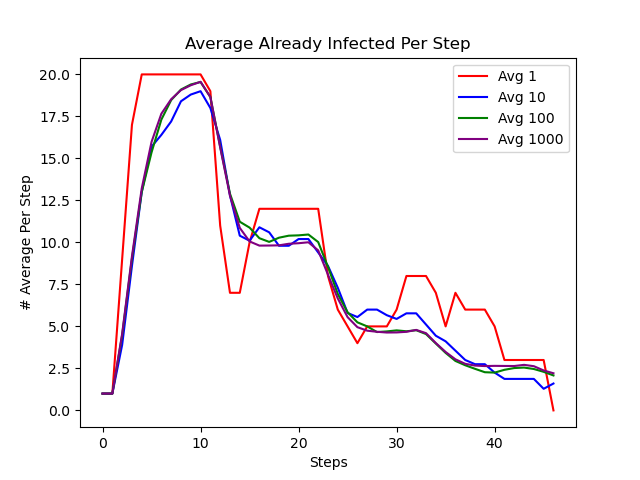 Average Already Infected Per Step
# Average Per Step
20.0
17.5
15.0
12.5
10.0
7.5
5.0
2.5
0.0
Avg 1
Avg 10
Avg 100
Avg 1000
0 10 20 30 40
Steps